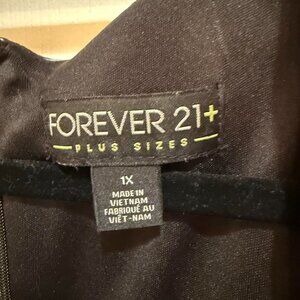 FOREVER 21+
PLUS SIZES
1X
MADE IN
VIETNAM
FABRIQUÉ AU
VIÊT-NAM